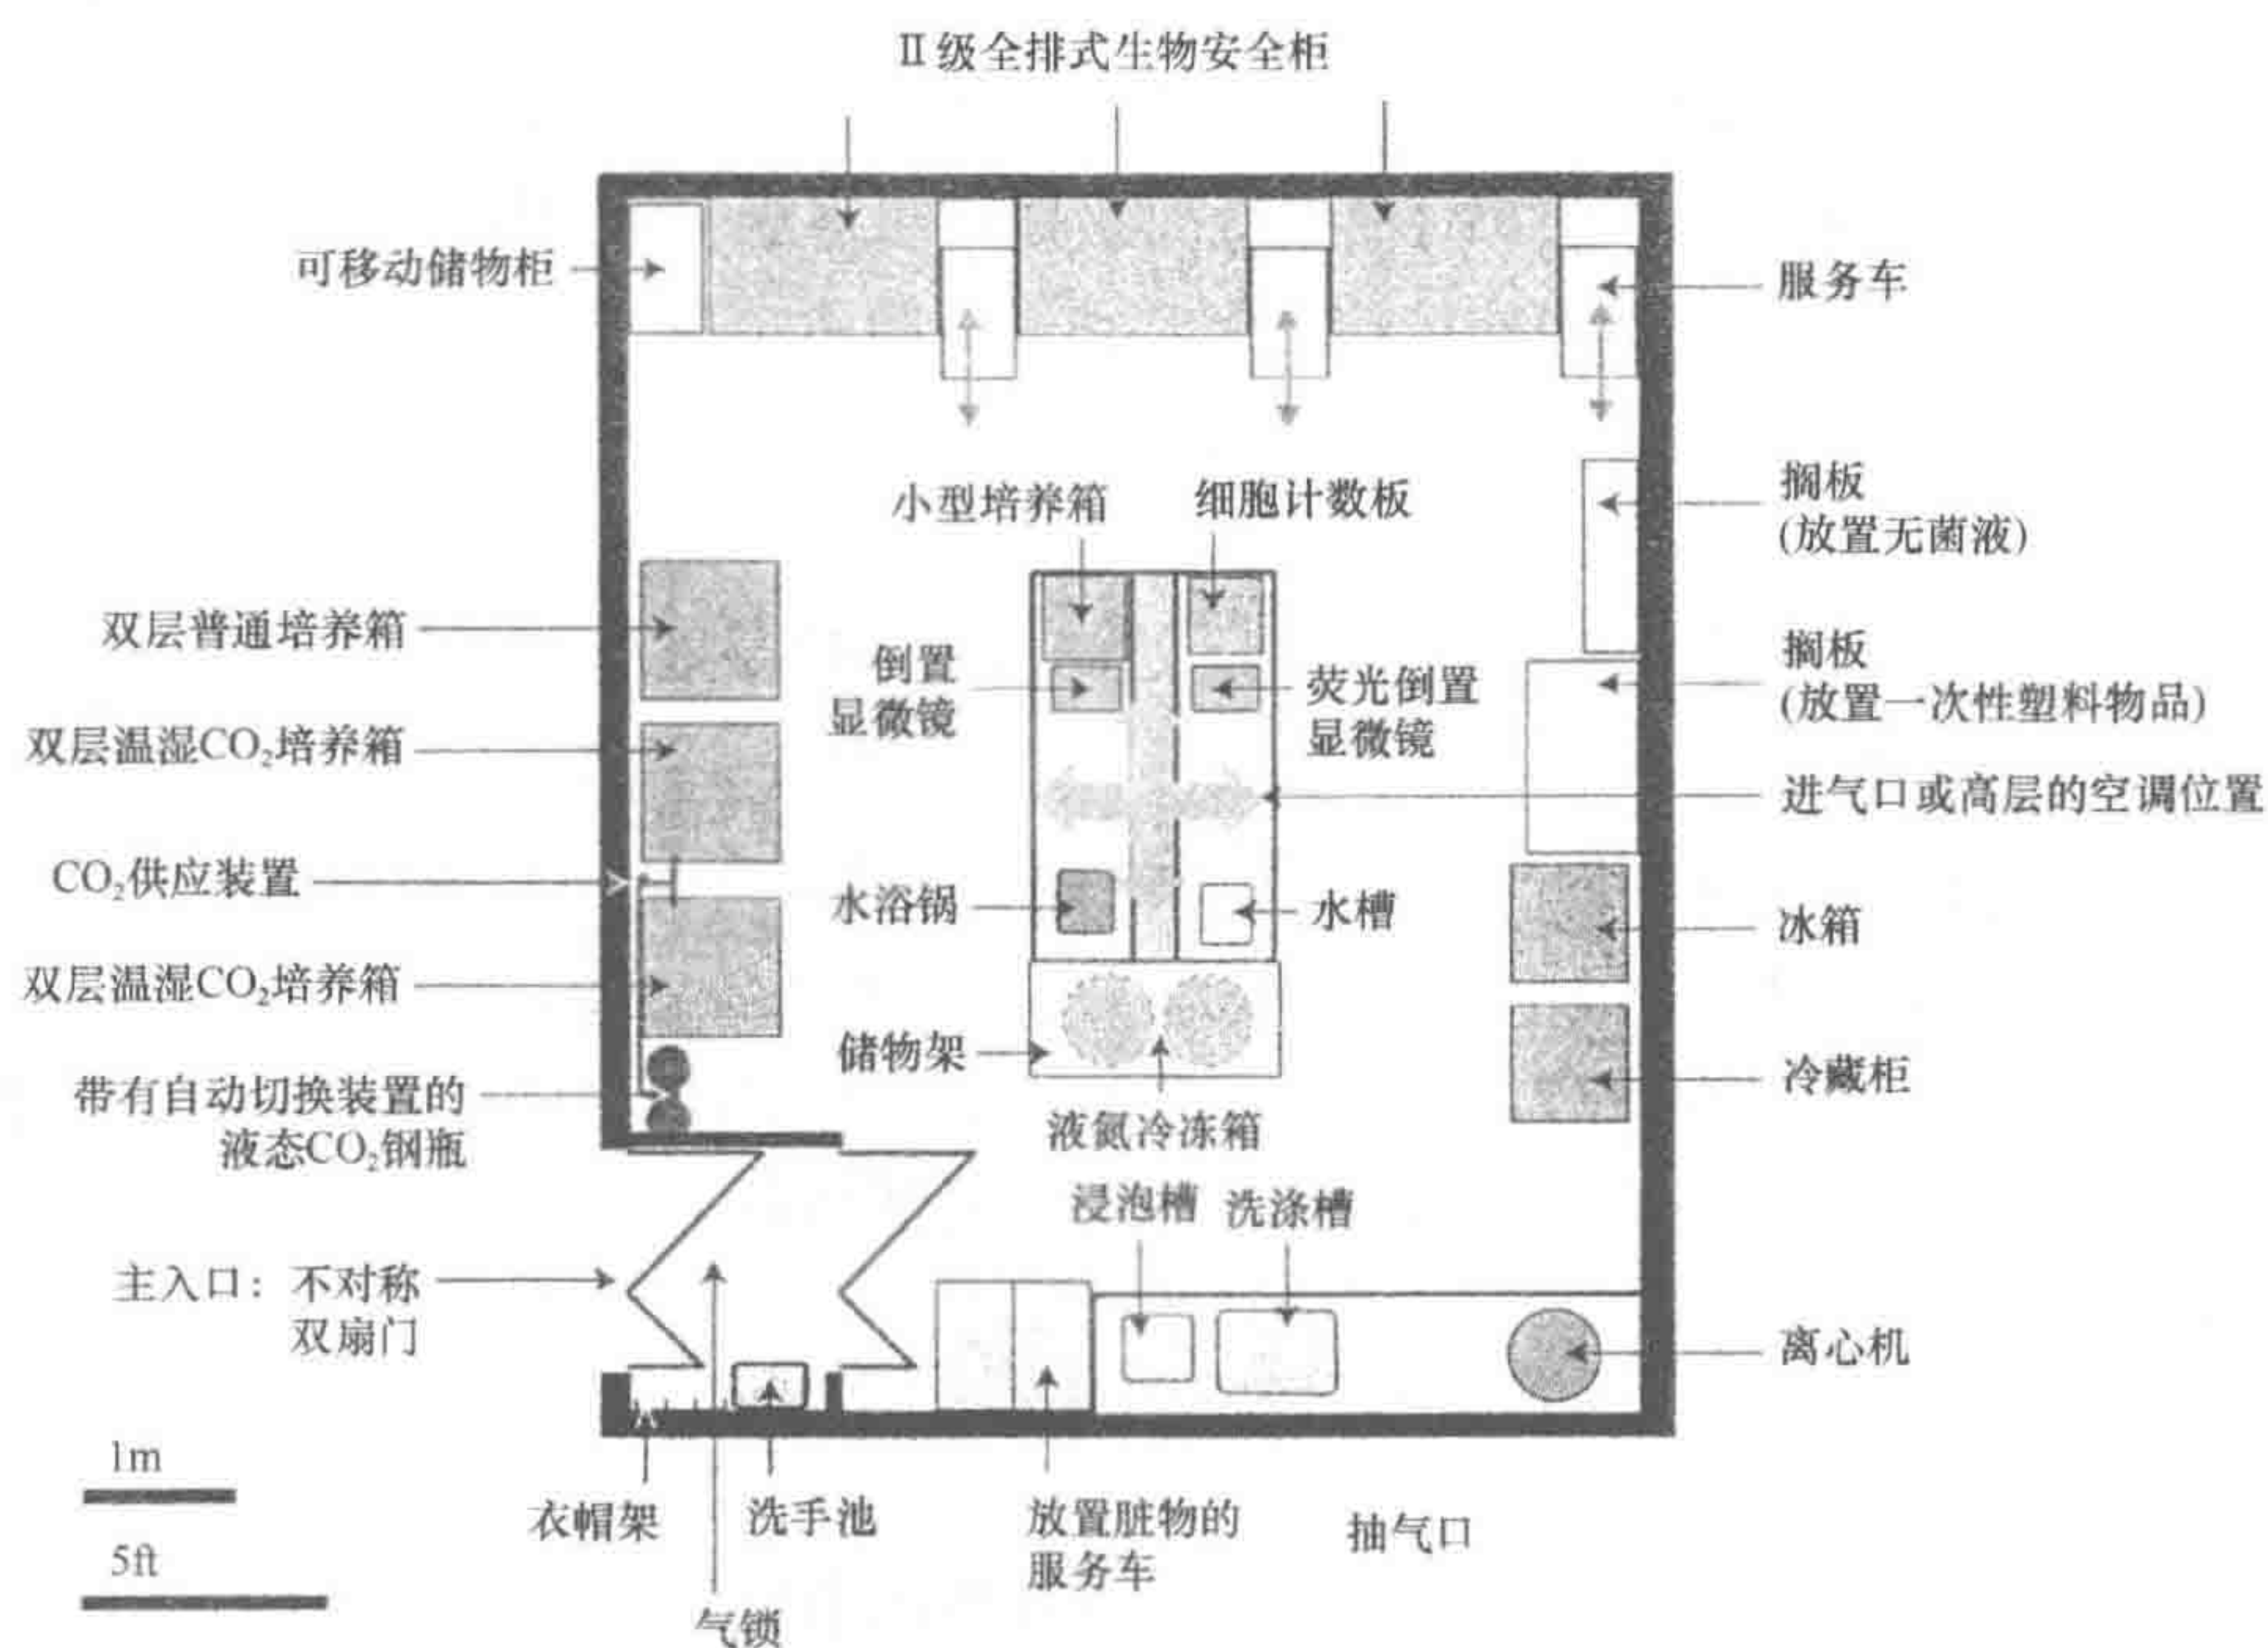 II级全排式生物安全柜
可移动储物柜
服务车
小型培养箱
细胞计数板
搁板
(放置无菌液)
双层普通培养箱
倒置
显微镜
荧光倒置
显微镜
搁板
(放置一次性塑料物品)
双层温湿CO₂培养箱
进气口或高层的空调位置
CO₂供应装置
水浴锅
水槽
冰箱
双层温湿CO₂培养箱
储物架
冷藏柜
带有自动切换装置的
液态CO₂钢瓶
液氮冷冻箱
浸泡槽
洗涤槽
主入口：不对称
双扇门
离心机
1m
5ft
衣帽架
洗手池
放置脏物的
服务车
抽气口
气锁